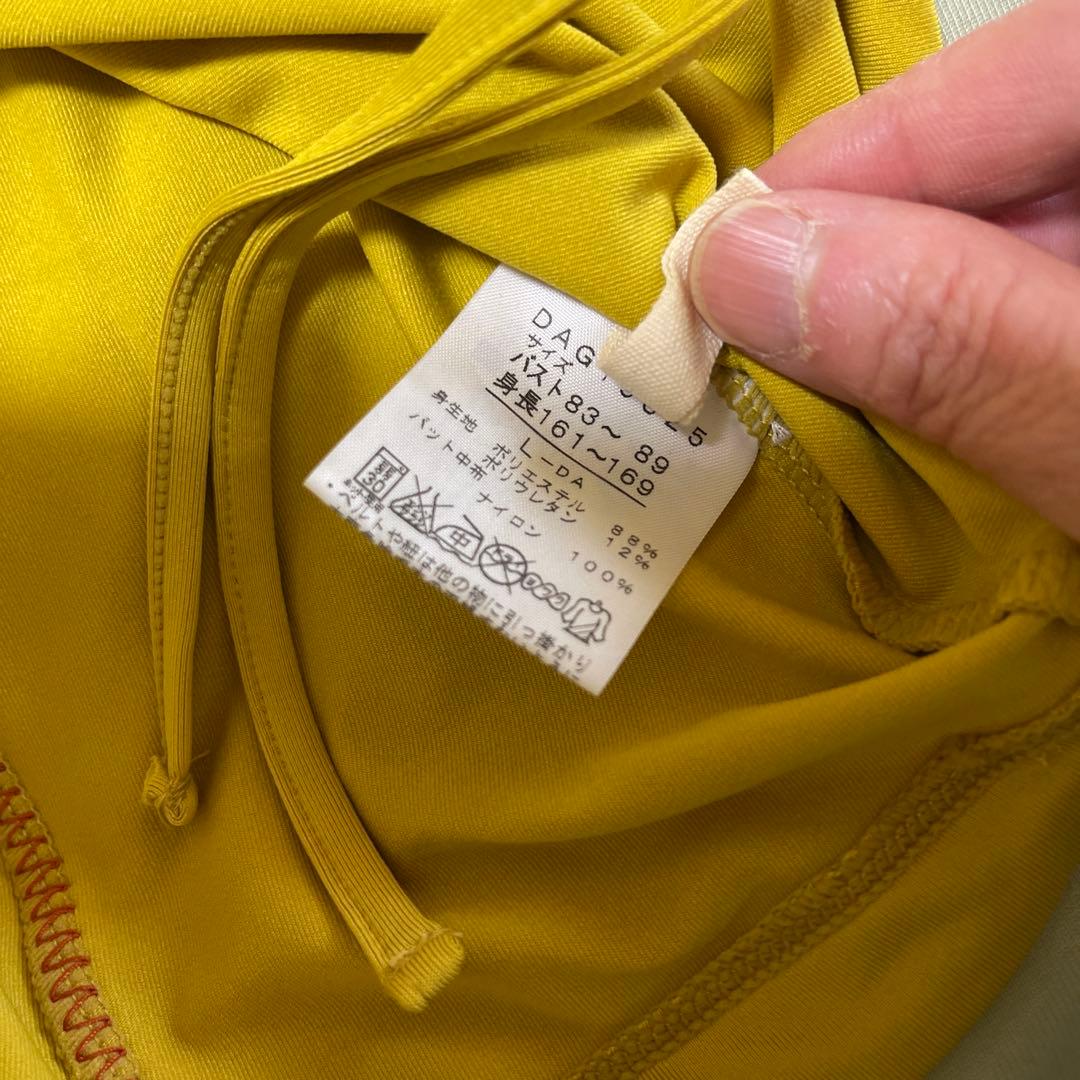 DAG
サイズ
バスト83～ 89
身長161～169
L-DA
身生地 ポリエステル 88%
ポリウレタン 12%
パット中布 ナイロン 100%
30
・ベルトや紐は他の物に引っ掛かり